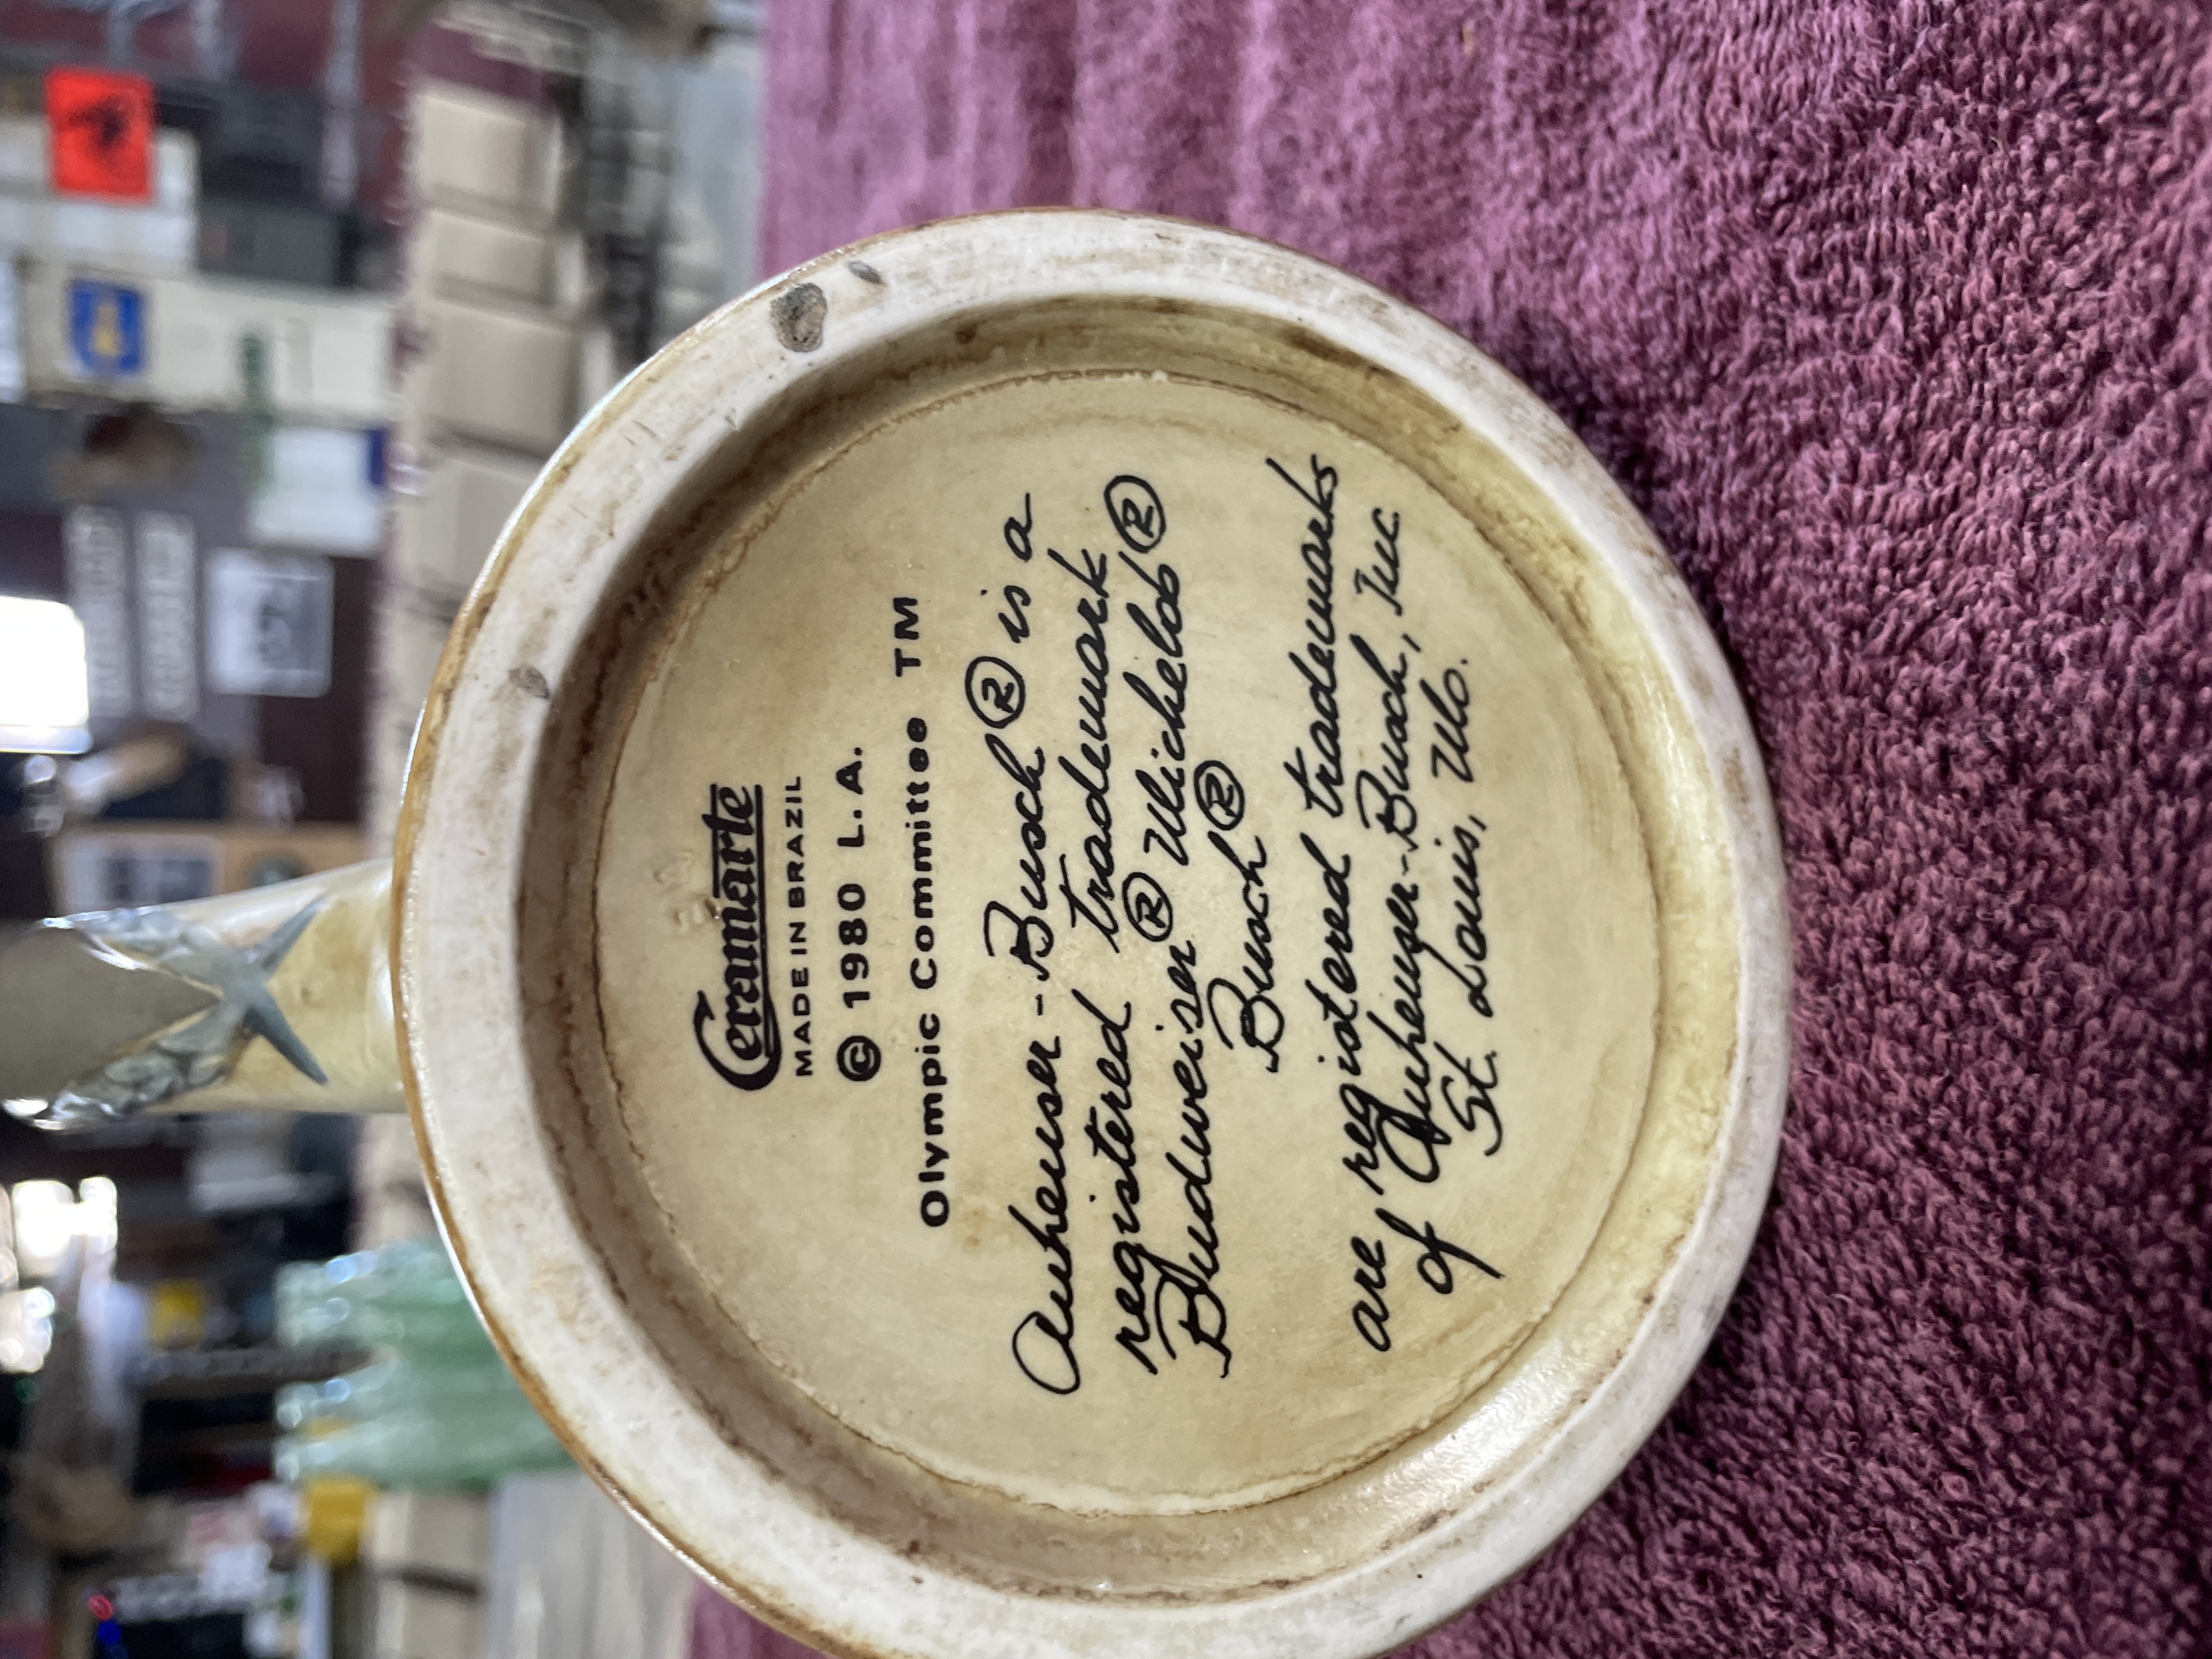 Ceramarte
MADE IN BRAZIL
© 1980 L.A.
Olympic Committee TM
Anheuser-Busch® is a
registered trademark
Budweiser® Michelob®
Busch®
are registered trademarks
of Anheuser-Busch, Inc
St. Louis, Mo.